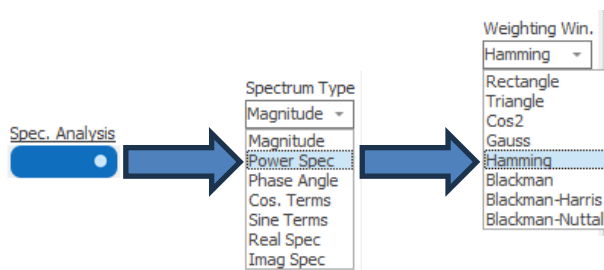 Spec. Analysis
Spectrum Type
Magnitude
Magnitude
Power Spec
Phase Angle
Cos. Terms
Sine Terms
Real Spec
Imag Spec
Weighting Win.
Hamming
Rectangle
Triangle
Cos2
Gauss
Hamming
Blackman
Blackman-Harris
Blackman-Nuttal